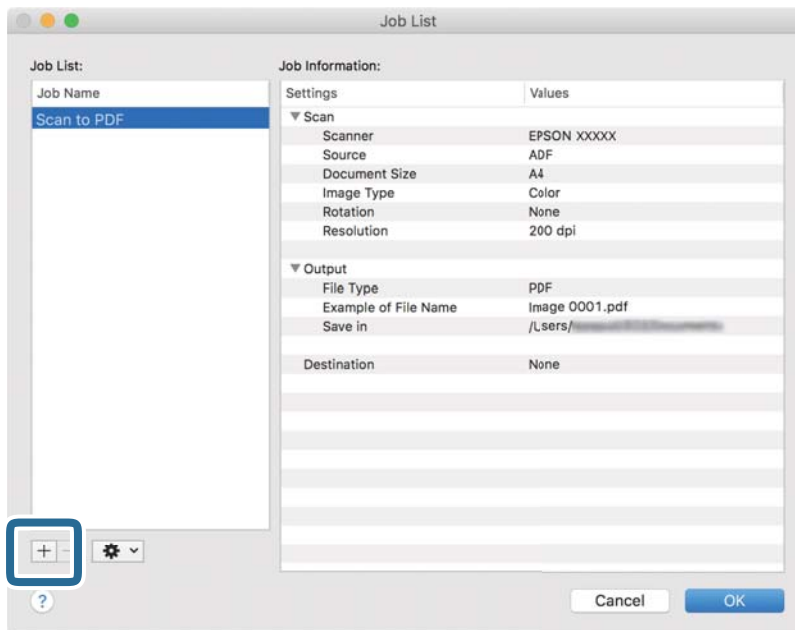 Job List
Job List:
Job Information:
Job Name
Settings Values
Scan to PDF
Scan
Scanner EPSON XXXXX
Source ADF
Document Size A4
Image Type Color
Rotation None
Resolution 200 dpi
Output
File Type PDF
Example of File Name Image 0001.pdf
Save in /Users/
Destination None
+ −
?
Cancel OK